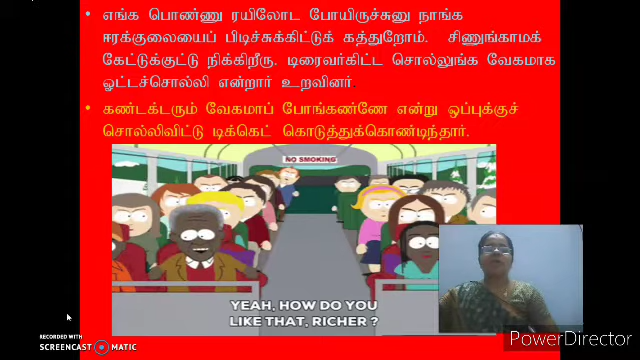 எங்க பொண்ணு ரயிலோட போயிருச்சுனு நாங்க
ஈரக்குலையைப் பிடிச்சுக்கிட்டுக் கத்துறோம். சிணுங்காமக்
கேட்டுக்குட்டு நிக்கிறீரு. டிரைவர்கிட்ட சொல்லுங்க வேகமாக
ஓட்டச்சொல்லி என்றார் உறவினர்.
கண்டக்டரும் வேகமாப் போங்கண்ணே என்று ஒப்புக்குச்
சொல்லிவிட்டு டிக்கெட் கொடுத்துக்கொண்டிந்தார்.
NO SMOKING
YEAH, HOW DO YOU
LIKE THAT, RICHER ?
RECORDED WITH
SCREENCAST MATIC
PowerDirector